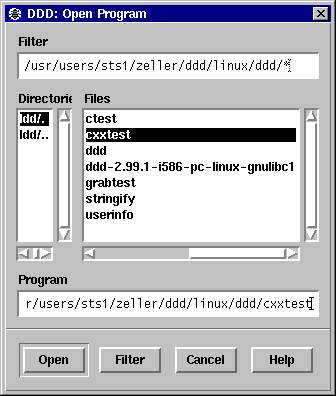 DDD: Open Program
Filter
/usr/users/sts1/zeller/ddd/linux/ddd/*
Directorie Files
ldd/. ctest
ldd/.. cxxtest
ddd
ddd-2.99.1-i586-pc-linux-gnulibc1
grabtest
stringify
userinfo
Program
r/users/sts1/zeller/ddd/linux/ddd/cxxtest
Open Filter Cancel Help